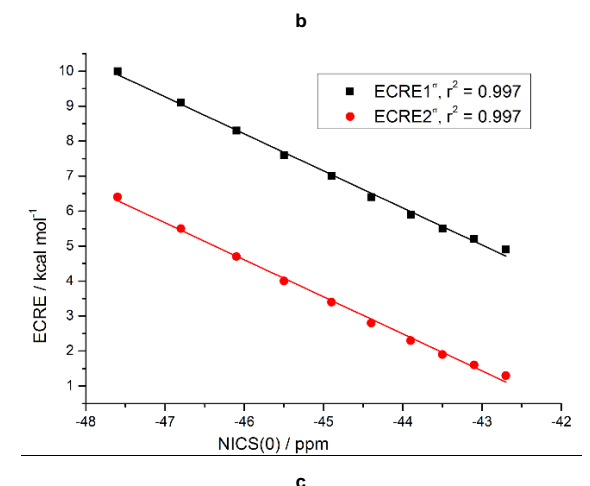 b
ECRE1π, r² = 0.997
ECRE2π, r² = 0.997
10
9
8
7
6
5
4
3
2
1
ECRE / kcal mol⁻¹
-48 -47 -46 -45 -44 -43 -42
NICS(0) / ppm
c